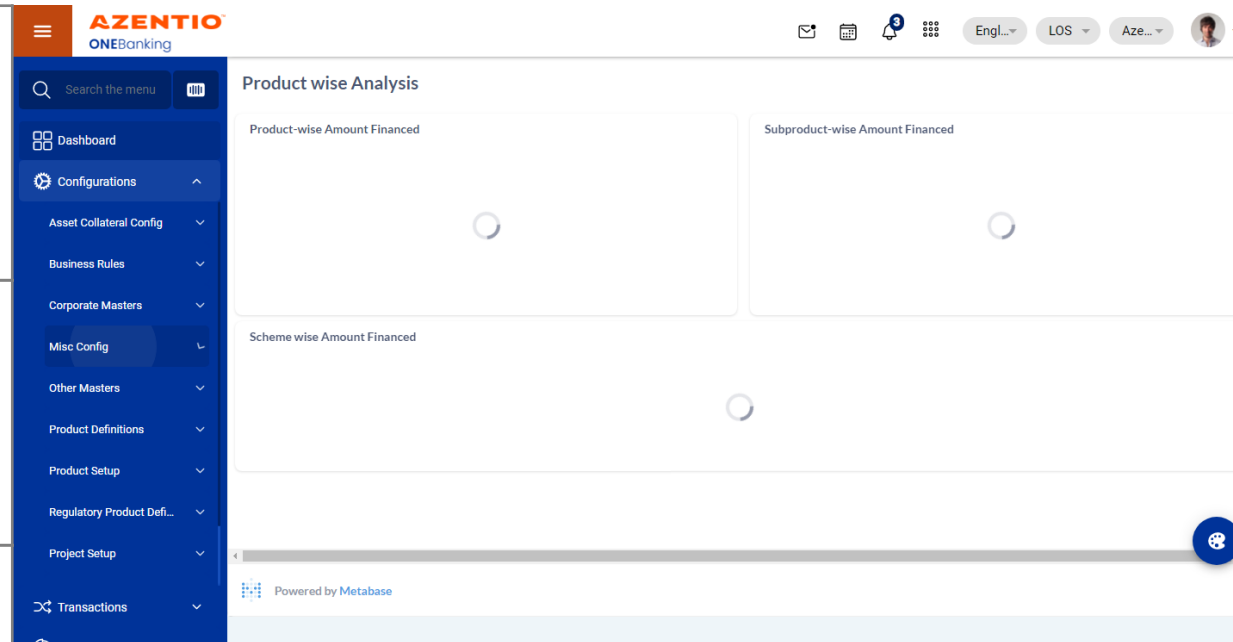 AZENTIO
ONEBanking
3
Engl...
LOS
Aze...
Search the menu
Dashboard
Configurations
Asset Collateral Config
Business Rules
Corporate Masters
Misc Config
Other Masters
Product Definitions
Product Setup
Regulatory Product Defi...
Project Setup
Transactions
Product wise Analysis
Product-wise Amount Financed
Subproduct-wise Amount Financed
Scheme wise Amount Financed
Powered by Metabase